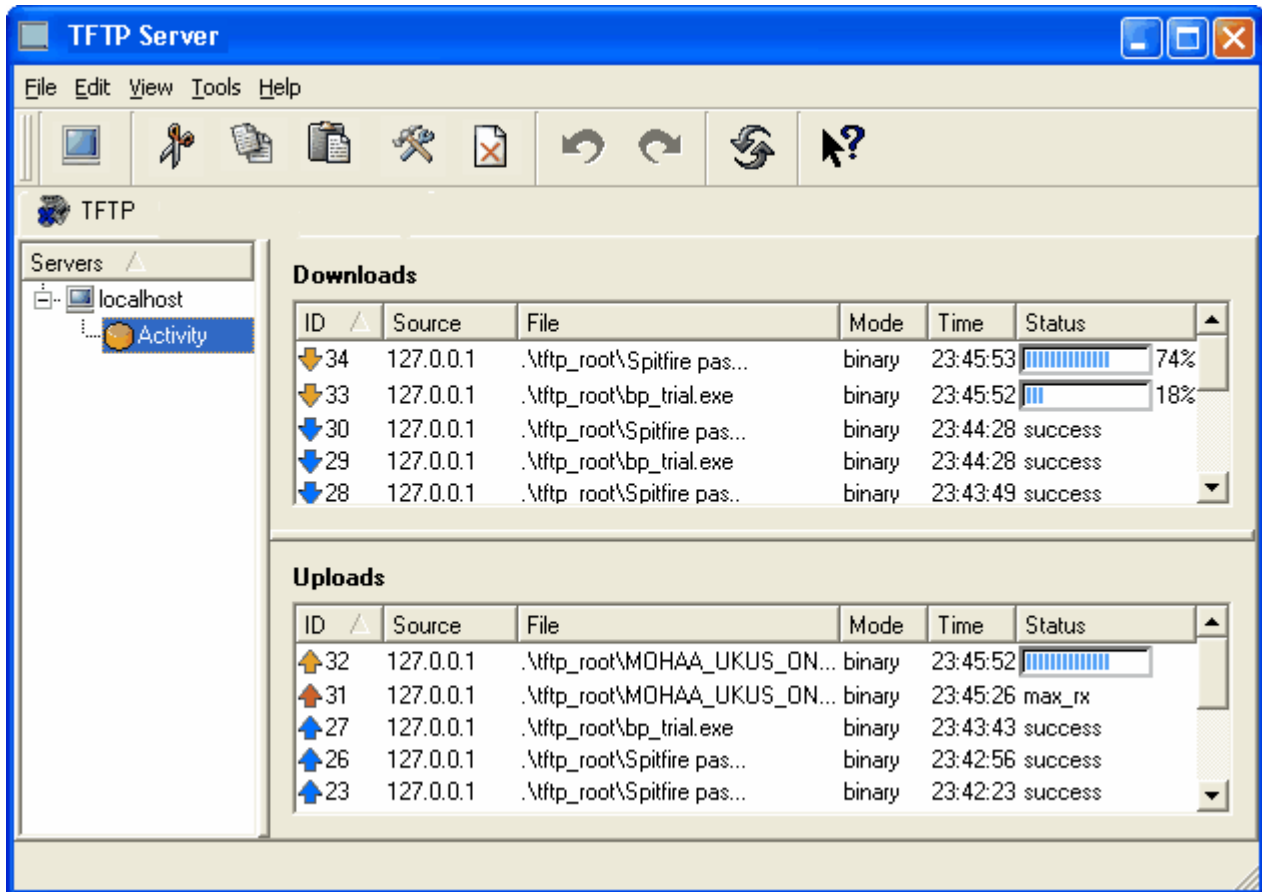 TFTP Server
File Edit View Tools Help
TFTP
Servers
localhost
Activity
Downloads
ID Source File Mode Time Status
34 127.0.0.1 .\tftp_root\Spitfire pas... binary 23:45:53 74%
33 127.0.0.1 .\tftp_root\bp_trial.exe binary 23:45:52 18%
30 127.0.0.1 .\tftp_root\Spitfire pas... binary 23:44:28 success
29 127.0.0.1 .\tftp_root\bp_trial.exe binary 23:44:28 success
28 127.0.0.1 .\tftp_root\Spitfire pas.. binary 23:43:49 success
Uploads
ID Source File Mode Time Status
32 127.0.0.1 .\tftp_root\MOHAA_UKUS_ON... binary 23:45:52
31 127.0.0.1 .\tftp_root\MOHAA_UKUS_ON... binary 23:45:26 max_rx
27 127.0.0.1 .\tftp_root\bp_trial.exe binary 23:43:43 success
26 127.0.0.1 .\tftp_root\Spitfire pas... binary 23:42:56 success
23 127.0.0.1 .\tftp_root\Spitfire pas... binary 23:42:23 success